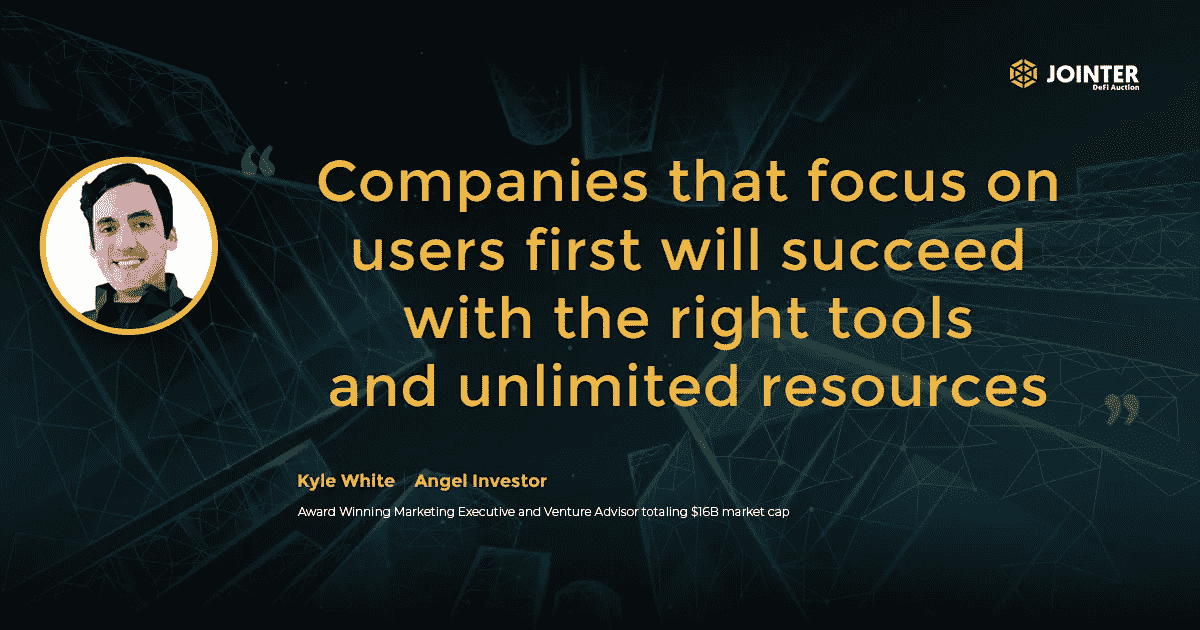 JOINTER
DeFi Auction
“
Companies that focus on
users first will succeed
with the right tools
and unlimited resources
”
Kyle White Angel Investor
Award Winning Marketing Executive and Venture Advisor totaling $16B market cap